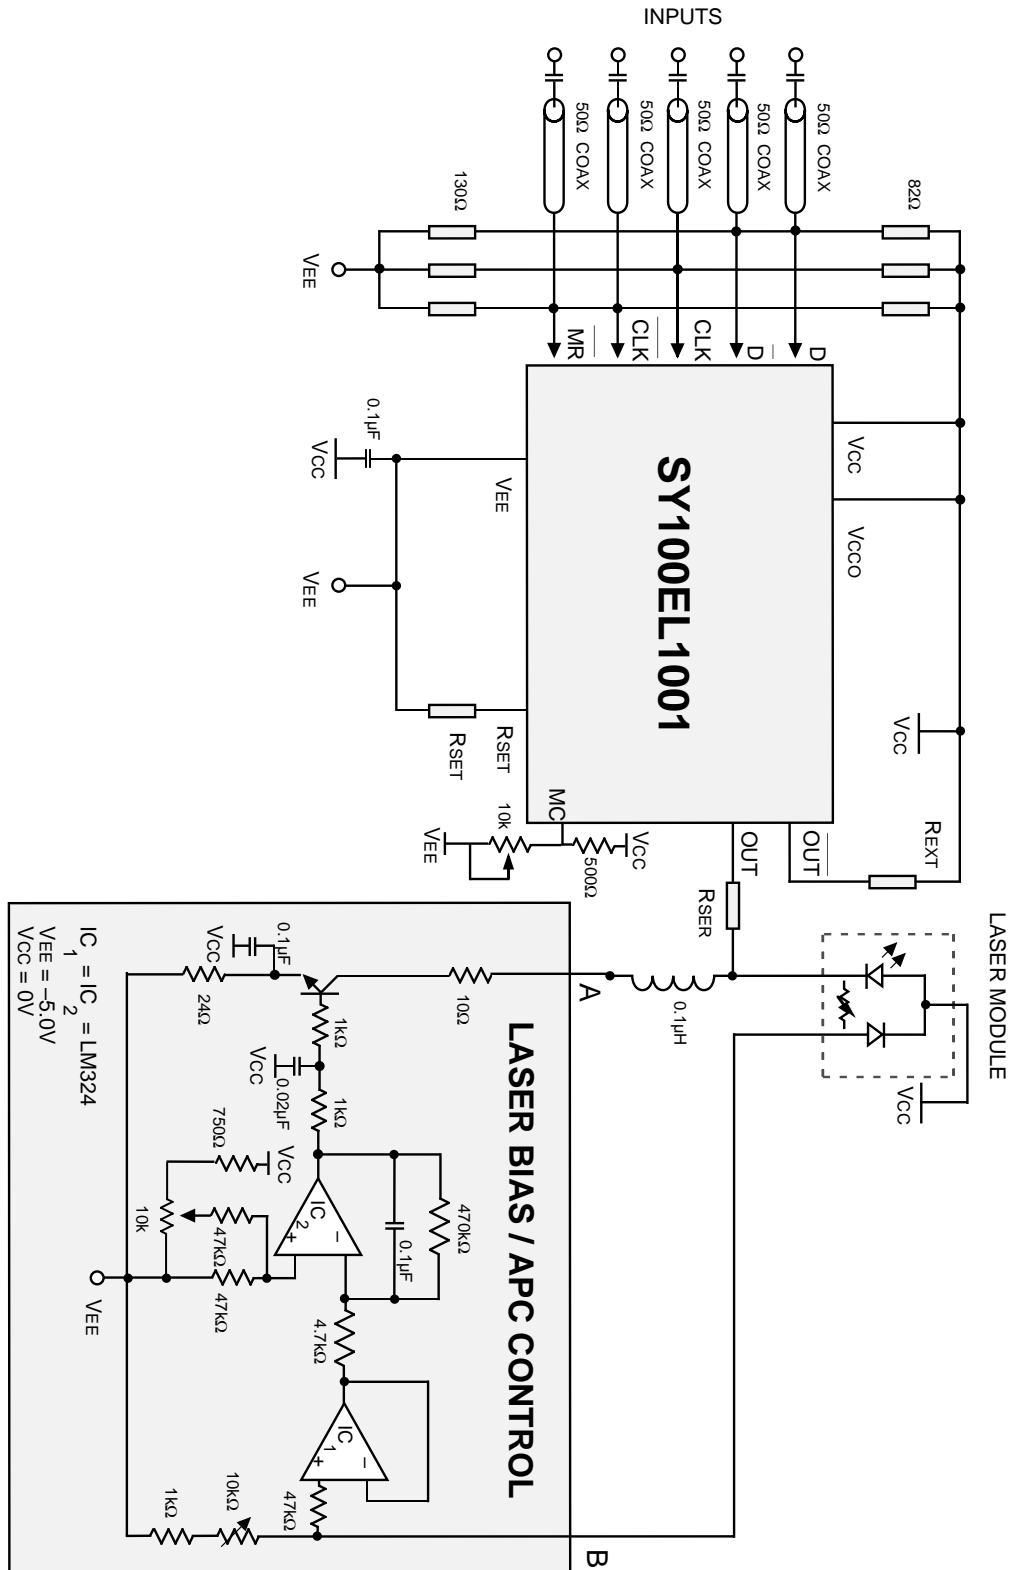 INPUTS
50Ω COAX
50Ω COAX
50Ω COAX
50Ω COAX
50Ω COAX
130Ω
82Ω
VEE
MR
CLK
CLK
D
D
0.1µF
VCC
VEE
VCC
VCCO
SY100EL1001
VEE
RSET
RSET
MC
OUT
OUT
VCC
REXT
10k
VEE
500Ω
VCC
RSER
LASER MODULE
VCC
0.1µH
A
B
LASER BIAS / APC CONTROL
10Ω
0.1µF
VCC
24Ω
1kΩ
VCC
0.02µF
1kΩ
750Ω
VCC
10k
47kΩ
47kΩ
IC2
+
–
0.1µF
470kΩ
VEE
4.7kΩ
IC1
+
–
47kΩ
10kΩ
1kΩ
IC1 = IC2 = LM324
VEE = –5.0V
VCC = 0V